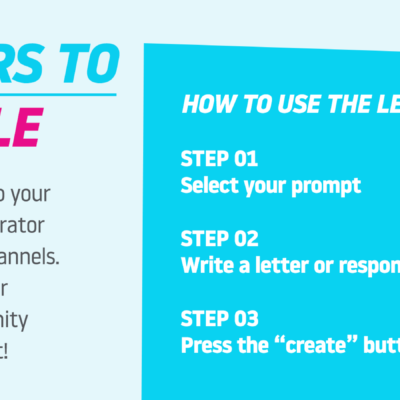 RS TO
LE
o your
rator
annels.
r
nity
t!
HOW TO USE THE LE
STEP 01
Select your prompt
STEP 02
Write a letter or respon
STEP 03
Press the “create” butt